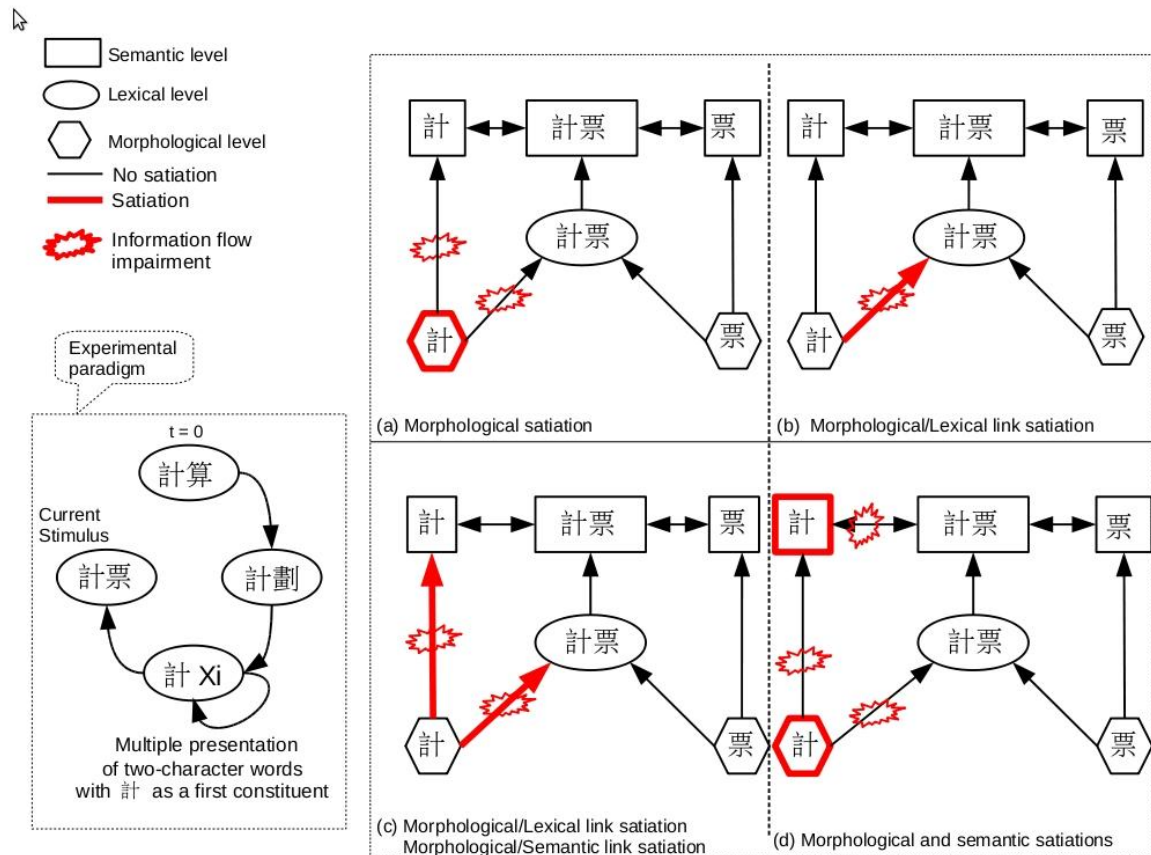 Semantic level
Lexical level
Morphological level
No satiation
Satiation
Information flow
impairment
Experimental
paradigm
t = 0
計算
Current
Stimulus
計票
計劃
計 Xi
Multiple presentation
of two-character words
with 計 as a first constituent
計
計票
票
計票
計
票
(a) Morphological satiation
計
計票
票
計票
計
票
(b) Morphological/Lexical link satiation
計
計票
票
計票
計
票
(c) Morphological/Lexical link satiation
Morphological/Semantic link satiation
計
計票
票
計票
計
票
(d) Morphological and semantic satiations